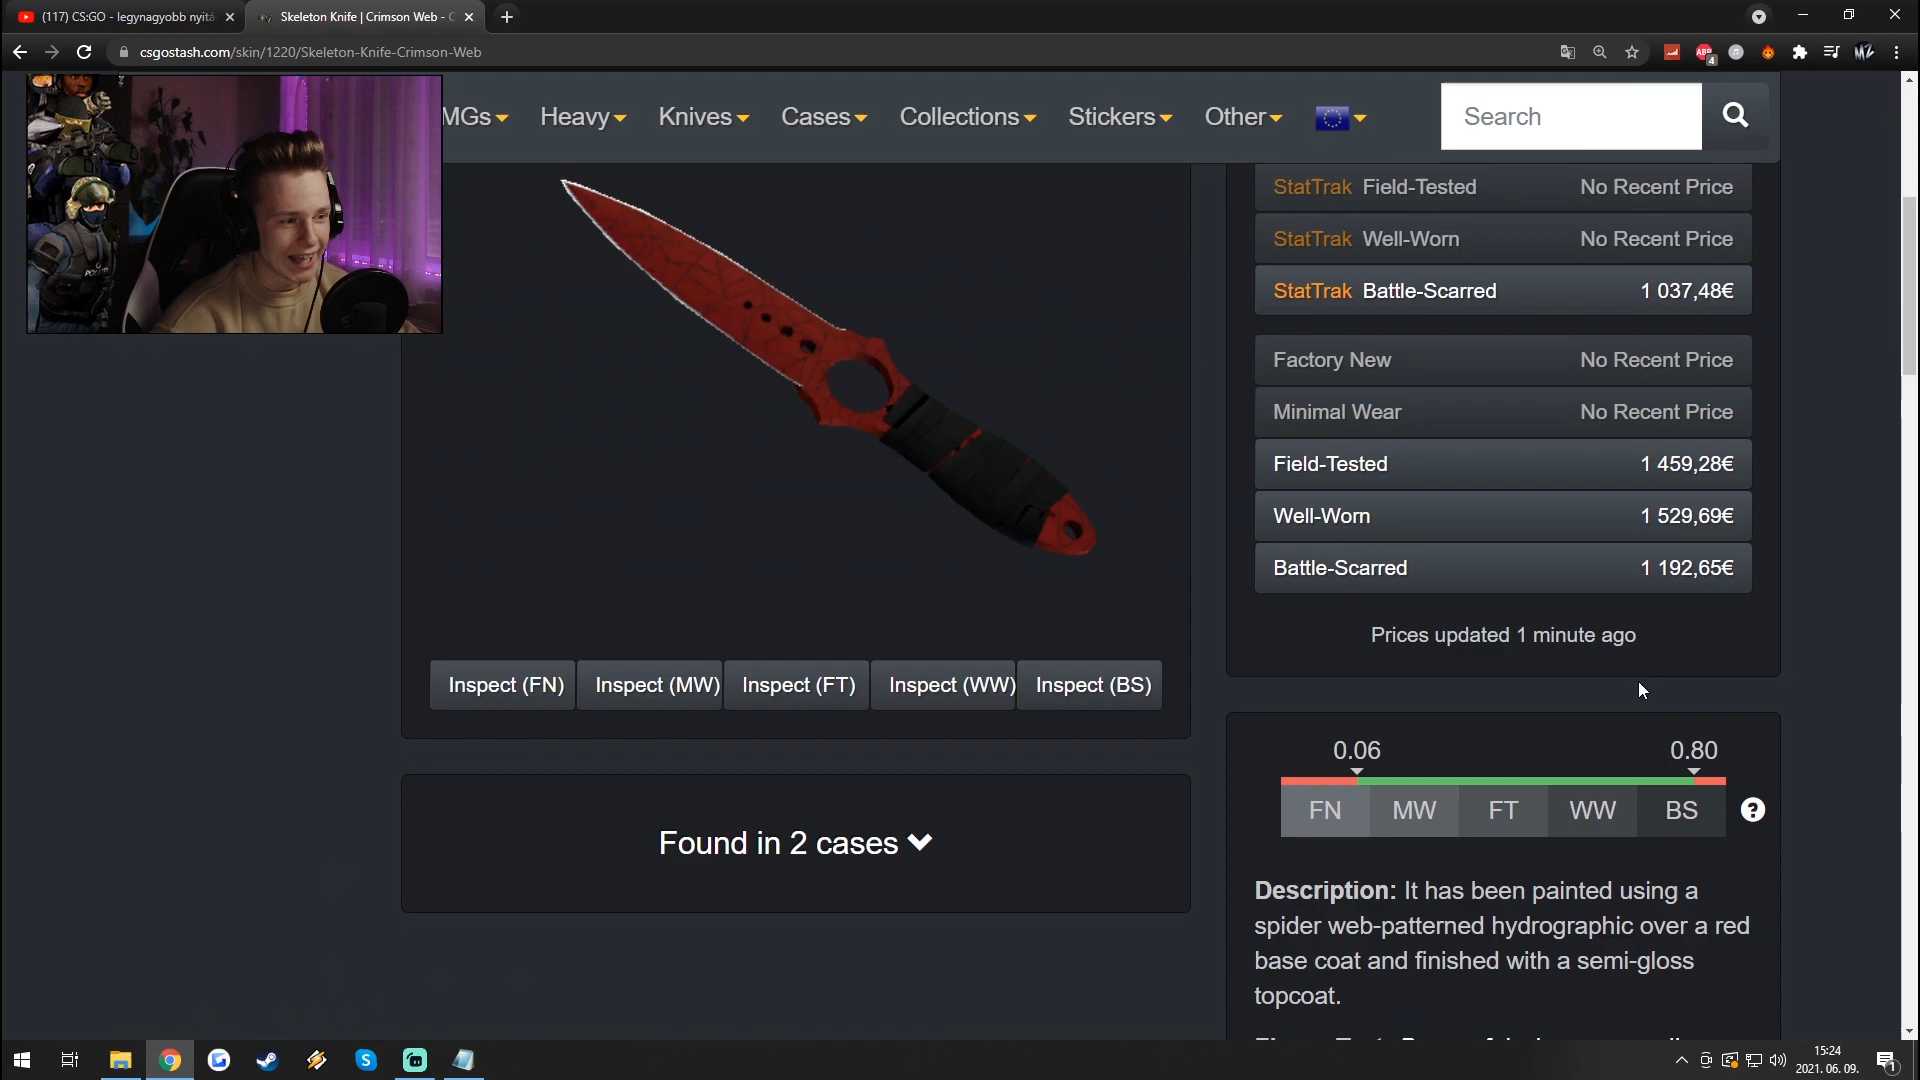 (117) CS:GO - legynagyobb nyitá
Skeleton Knife | Crimson Web - C
csgostash.com/skin/1220/Skeleton-Knife-Crimson-Web
ABP
4
MZ
MGs
Heavy
Knives
Cases
Collections
Stickers
Other
Search
POLIZEI
StatTrak Field-Tested No Recent Price
StatTrak Well-Worn No Recent Price
StatTrak Battle-Scarred 1 037,48€
Factory New No Recent Price
Minimal Wear No Recent Price
Field-Tested 1 459,28€
Well-Worn 1 529,69€
Battle-Scarred 1 192,65€
Prices updated 1 minute ago
Inspect (FN) Inspect (MW) Inspect (FT) Inspect (WW) Inspect (BS)
0.06 0.80
FN MW FT WW BS
?
Found in 2 cases
Description: It has been painted using a
spider web-patterned hydrographic over a red
base coat and finished with a semi-gloss
topcoat.
15:24
2021. 06. 09.
1